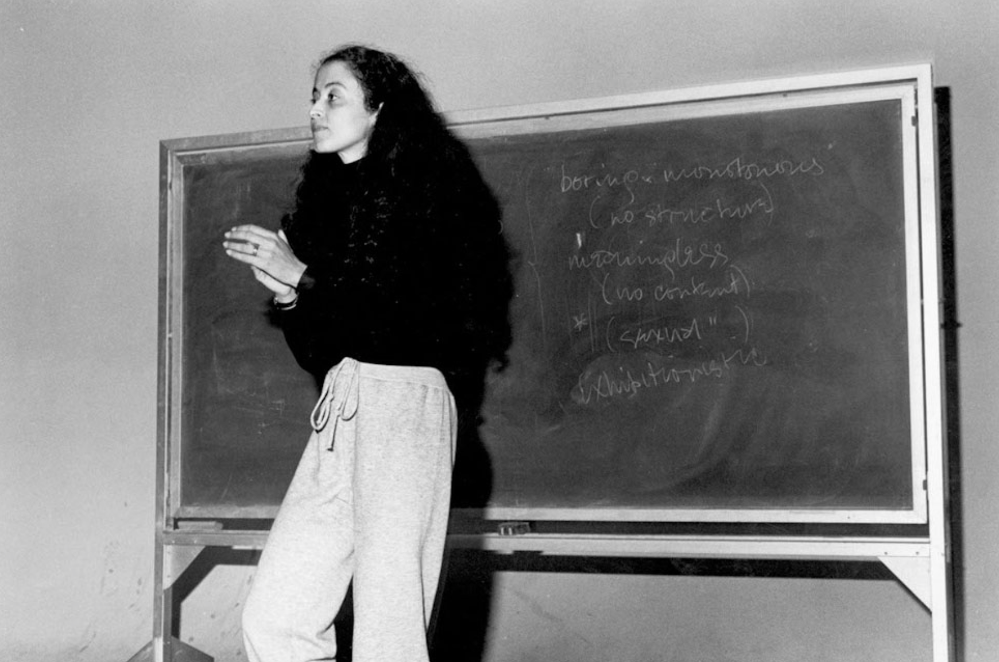 boring & monotonous
(no structure)
meaningless
(no content)
* (sexual")
exhibitionistic